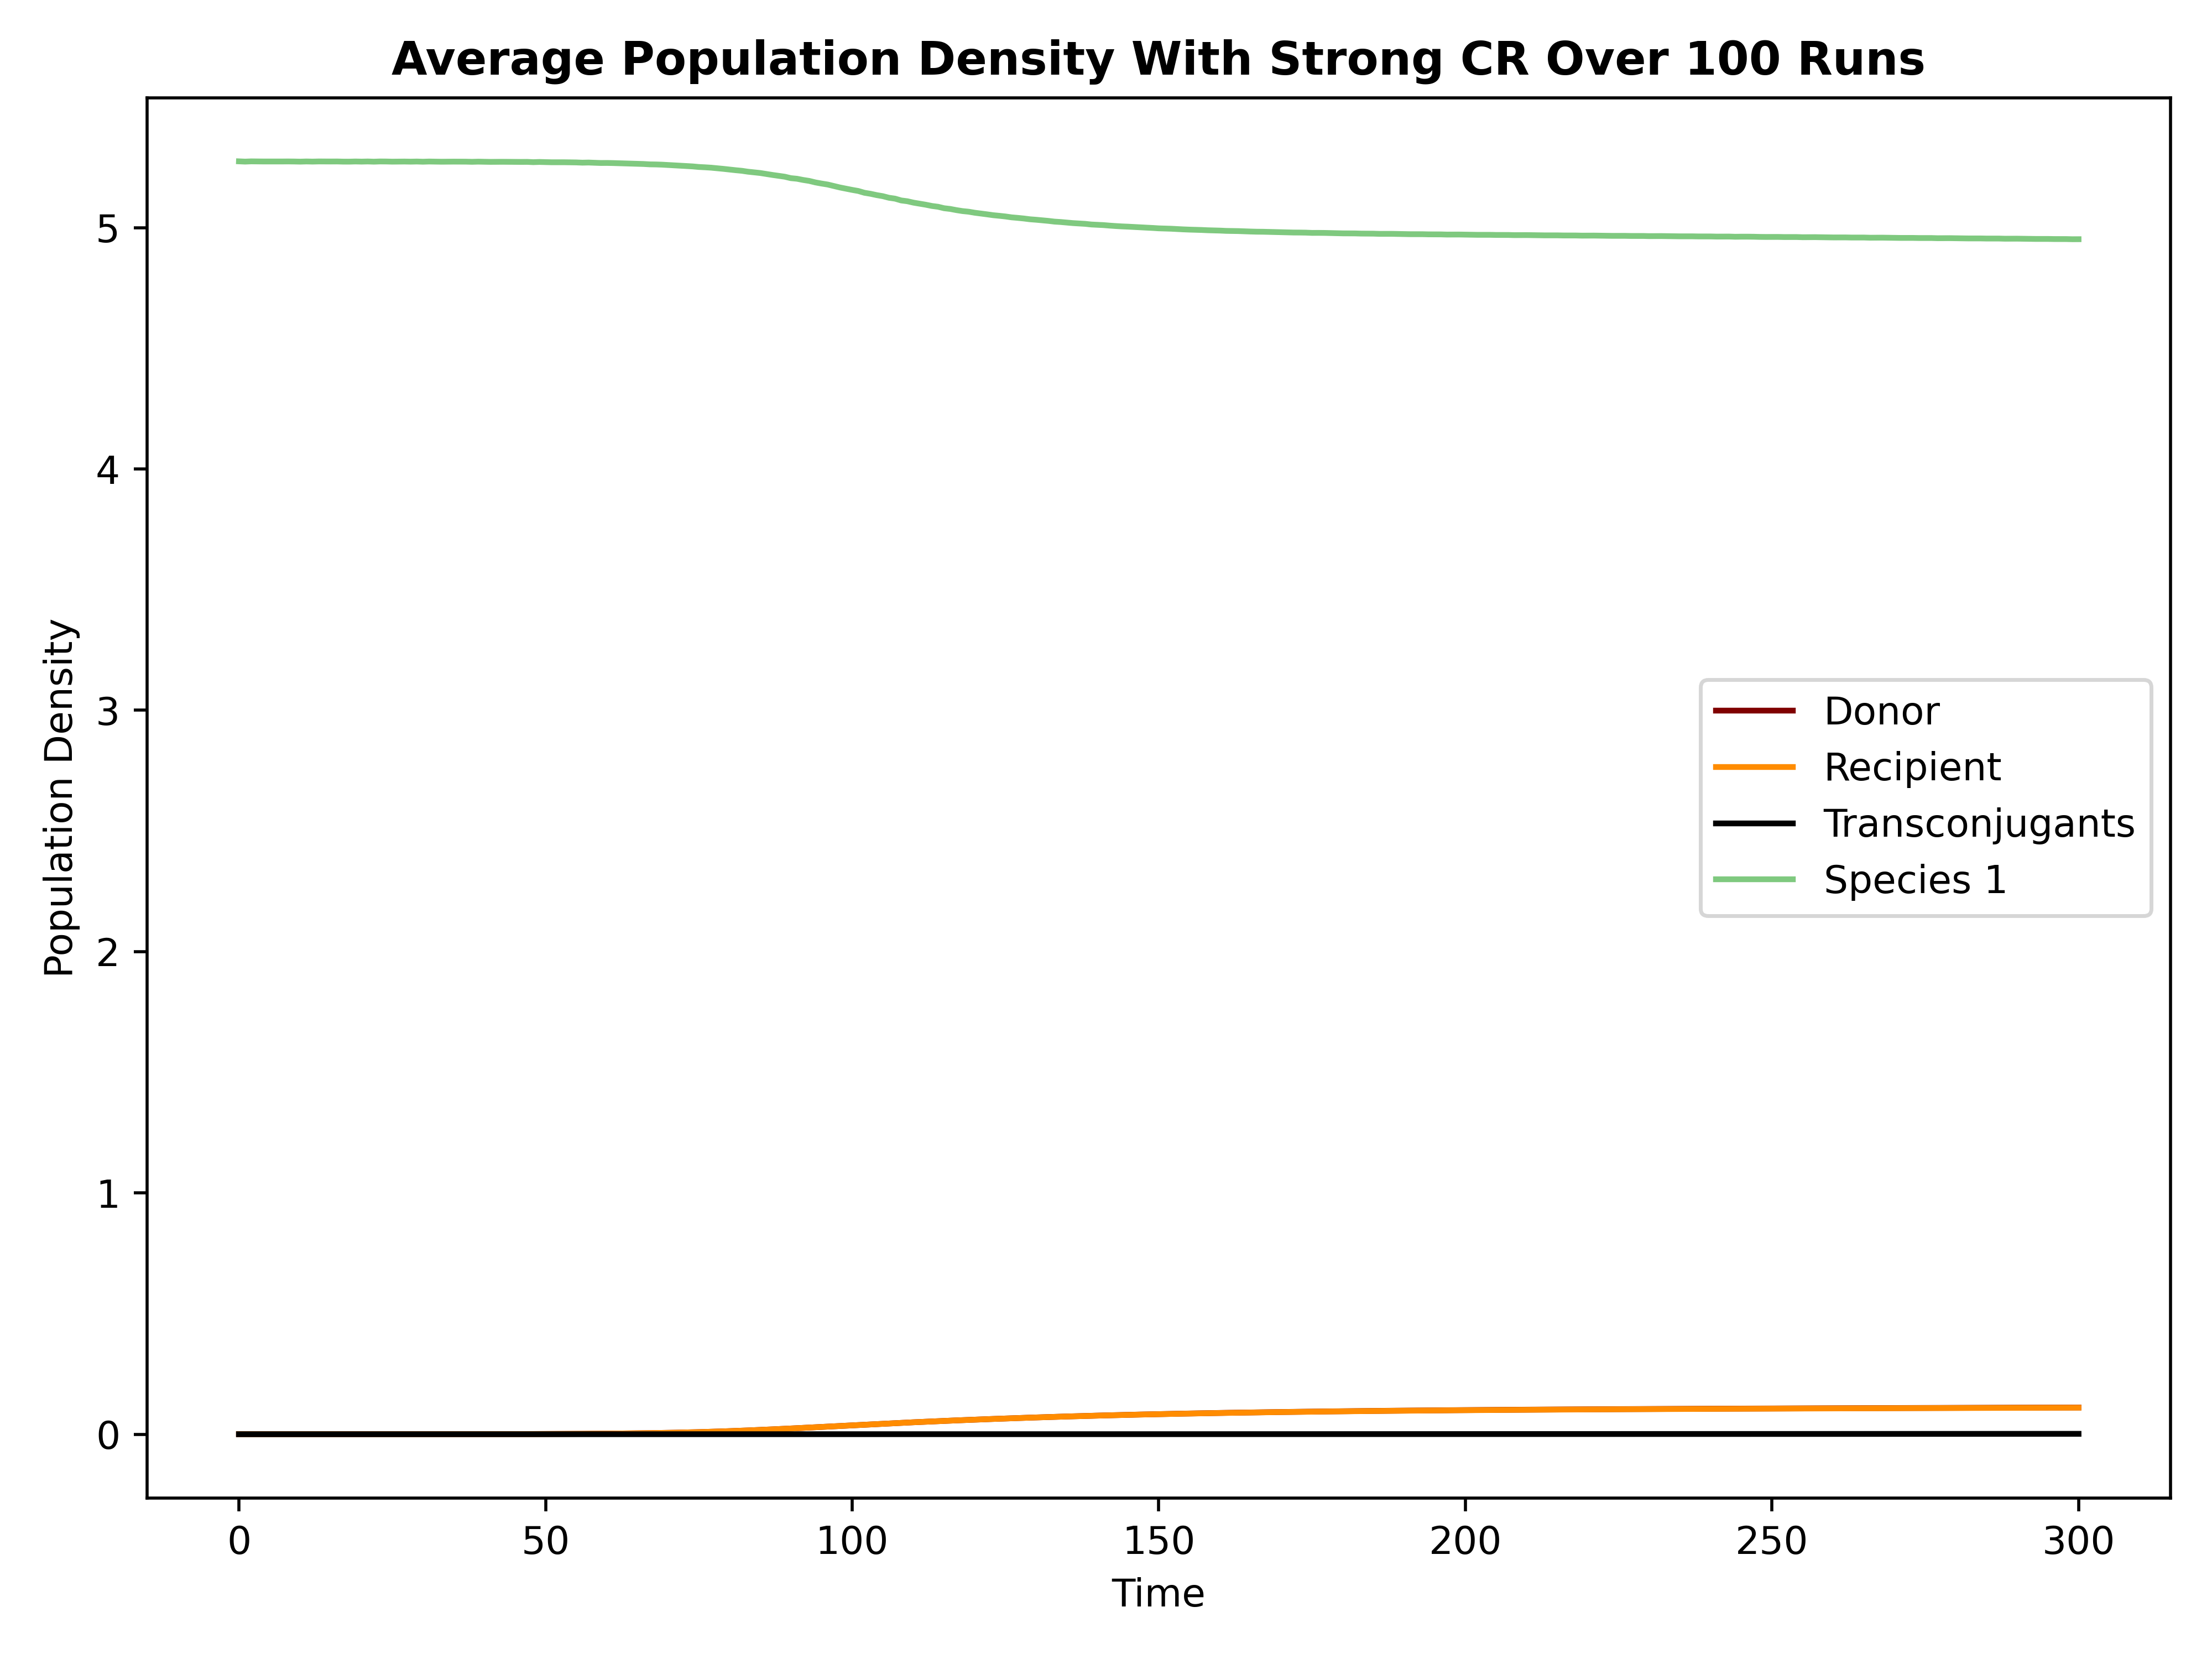 Average Population Density With Strong CR Over 100 Runs
Population Density
5
4
3
2
1
0
Donor
Recipient
Transconjugants
Species 1
0 50 100 150 200 250 300
Time